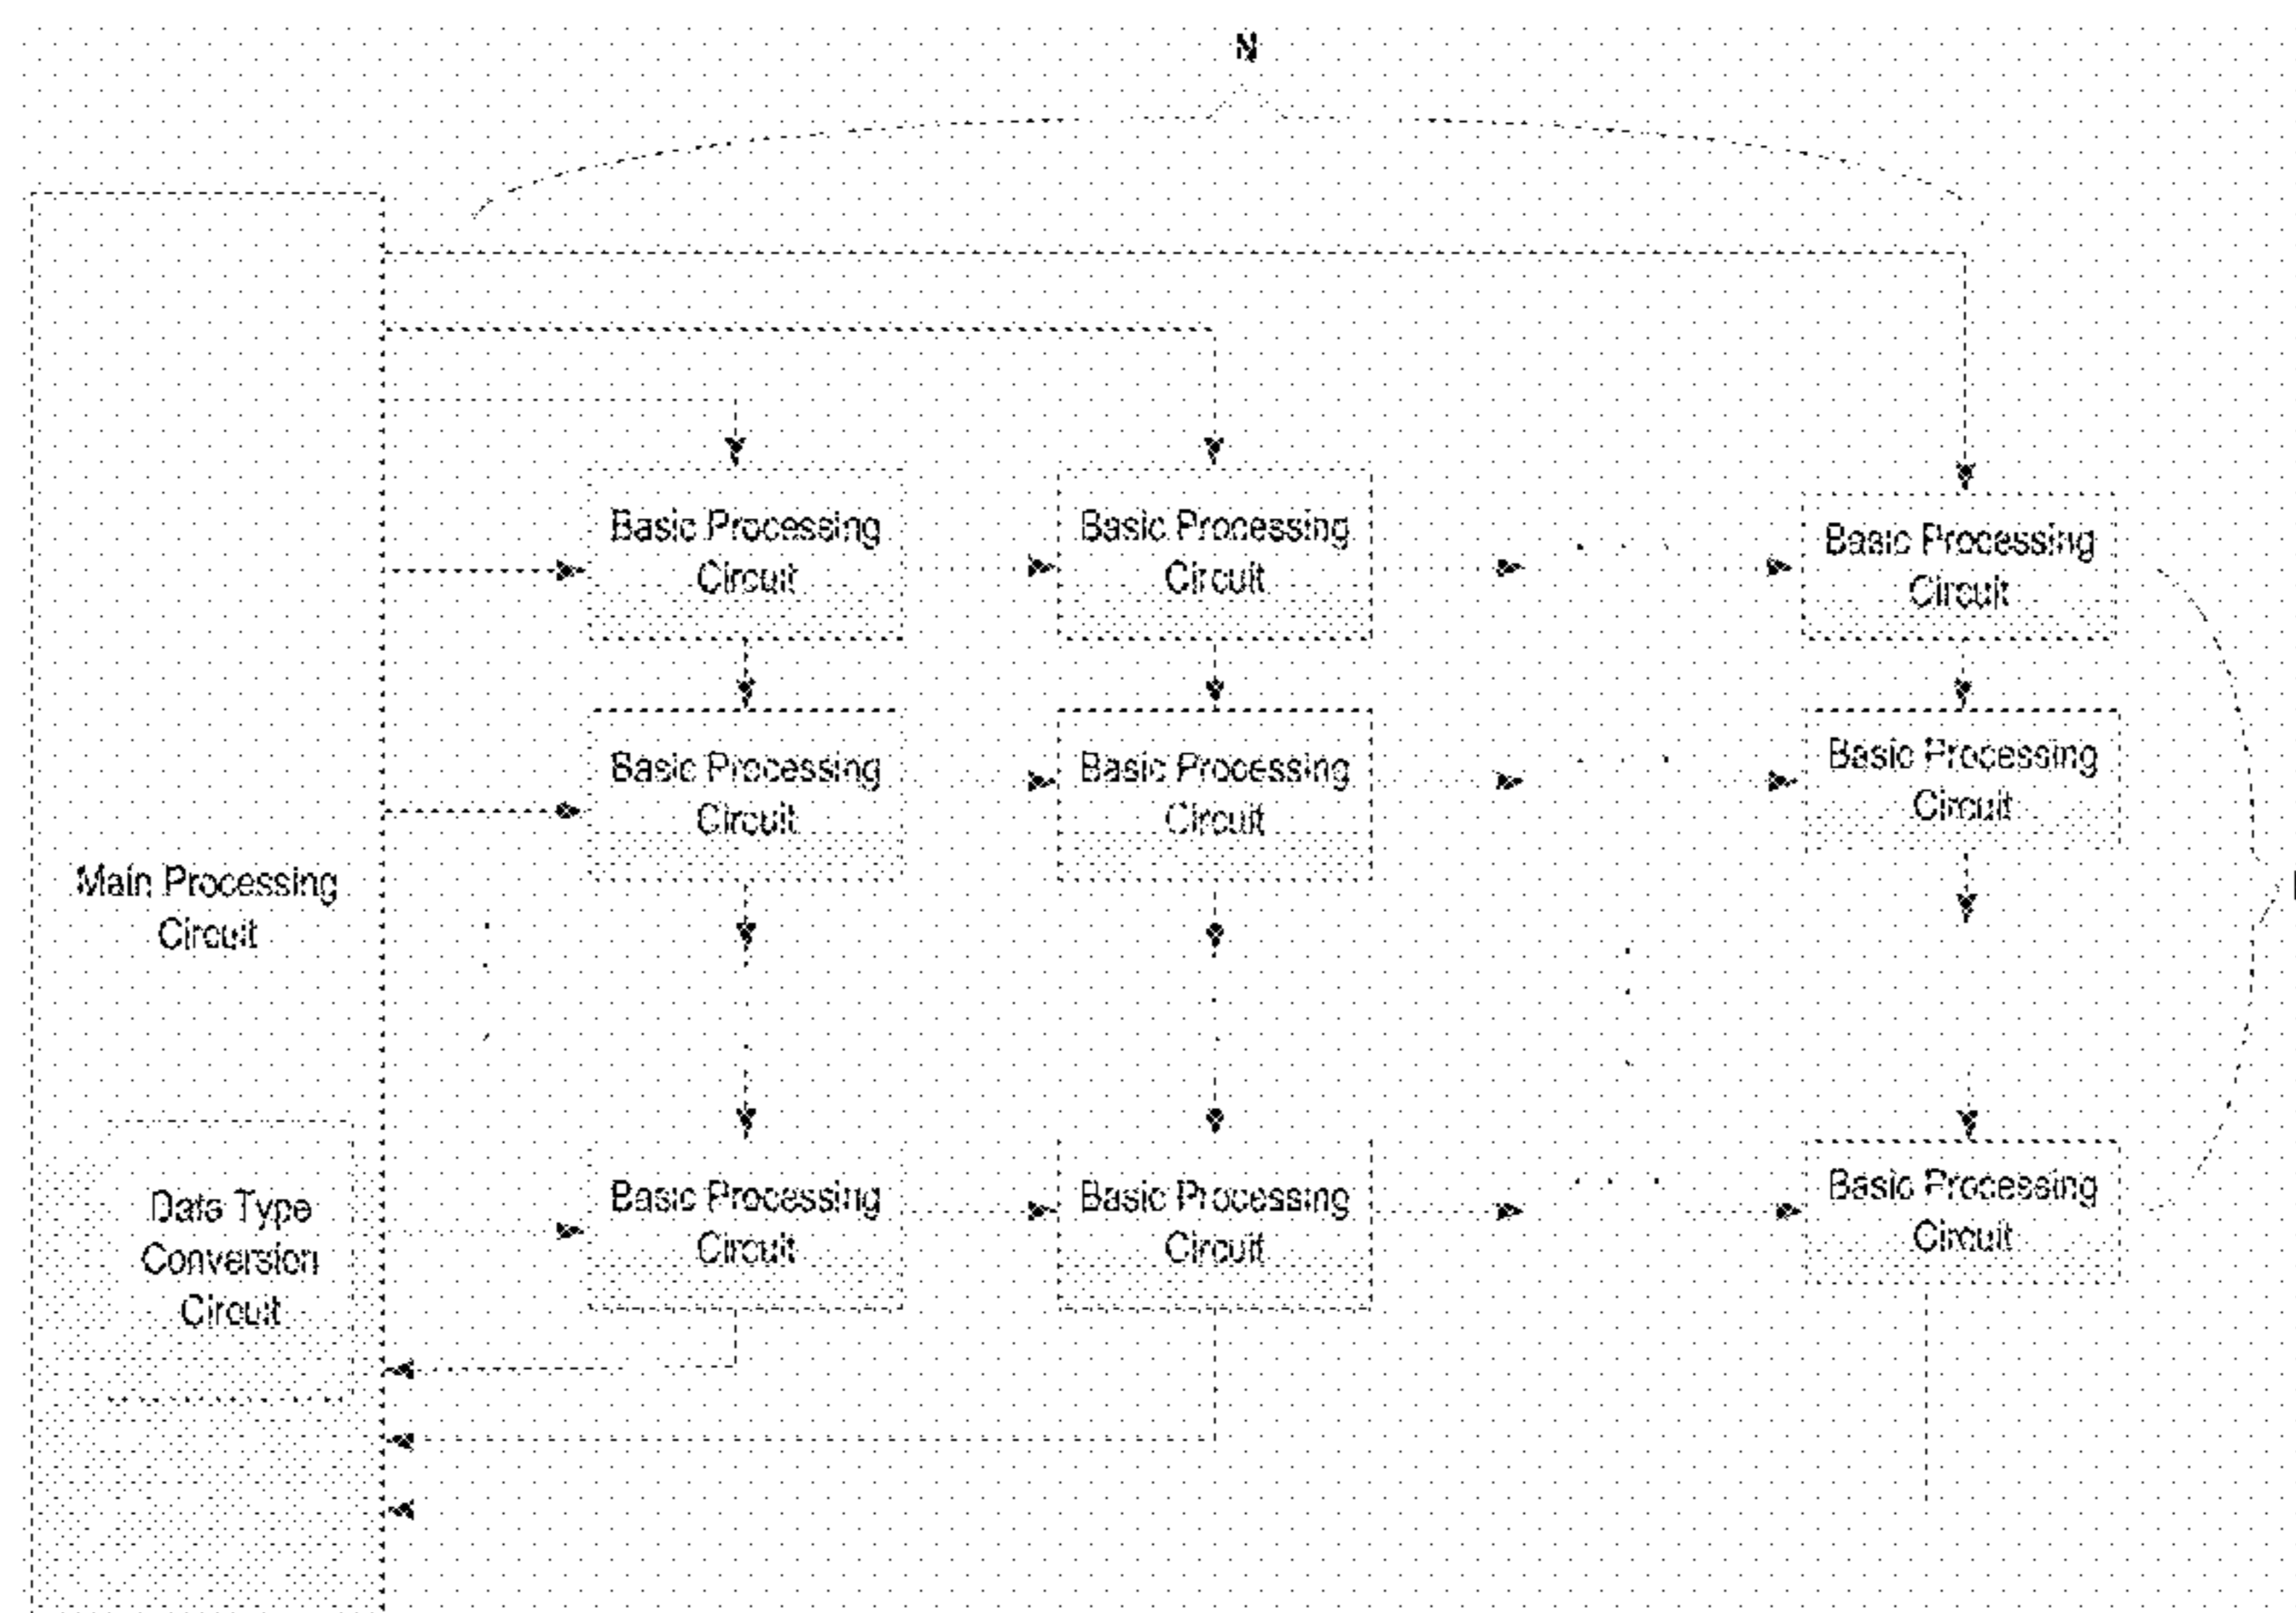 N
Basic Processing
Circuit
Basic Processing
Circuit
Basic Processing
Circuit
Basic Processing
Circuit
Basic Processing
Circuit
Basic Processing
Circuit
Main Processing
Circuit
Basic Processing
Circuit
Basic Processing
Circuit
Basic Processing
Circuit
Data Type
Conversion
Circuit